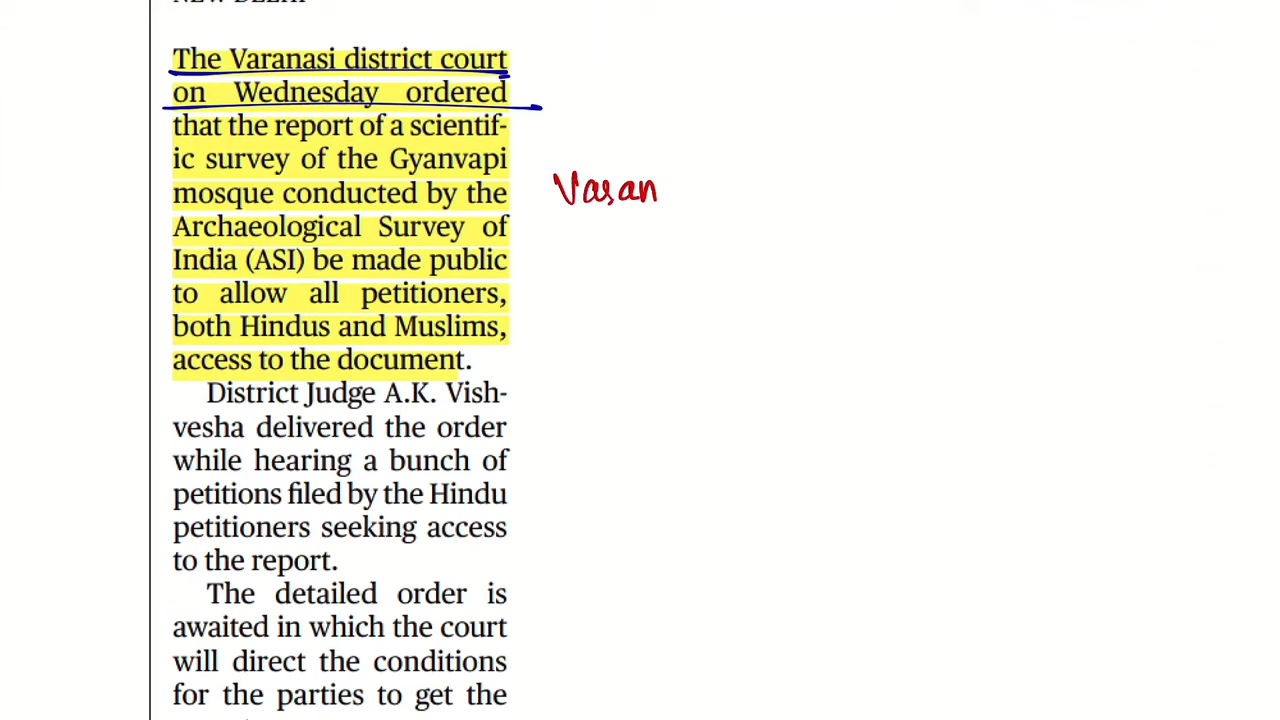 NEW DELHI
The Varanasi district court
on Wednesday ordered
that the report of a scientif-
ic survey of the Gyanvapi
mosque conducted by the
Archaeological Survey of
India (ASI) be made public
to allow all petitioners,
both Hindus and Muslims,
access to the document.
District Judge A.K. Vish-
vesha delivered the order
while hearing a bunch of
petitions filed by the Hindu
petitioners seeking access
to the report.
The detailed order is
awaited in which the court
will direct the conditions
for the parties to get the
Varan